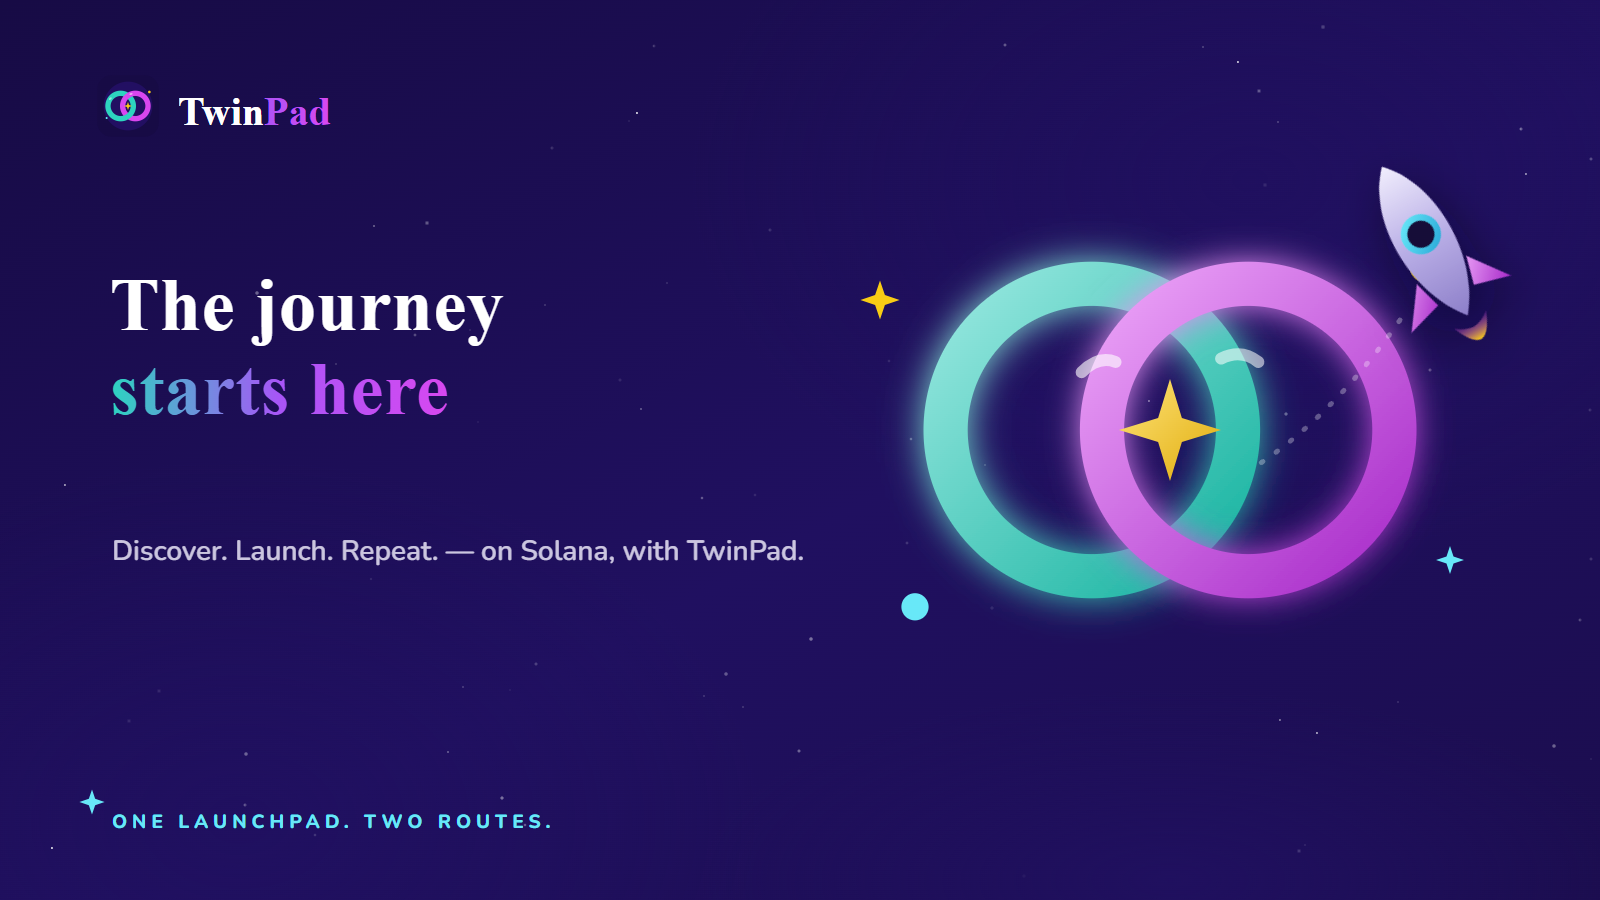 TwinPad
The journey
starts here
Discover. Launch. Repeat. — on Solana, with TwinPad.
ONE LAUNCHPAD. TWO ROUTES.